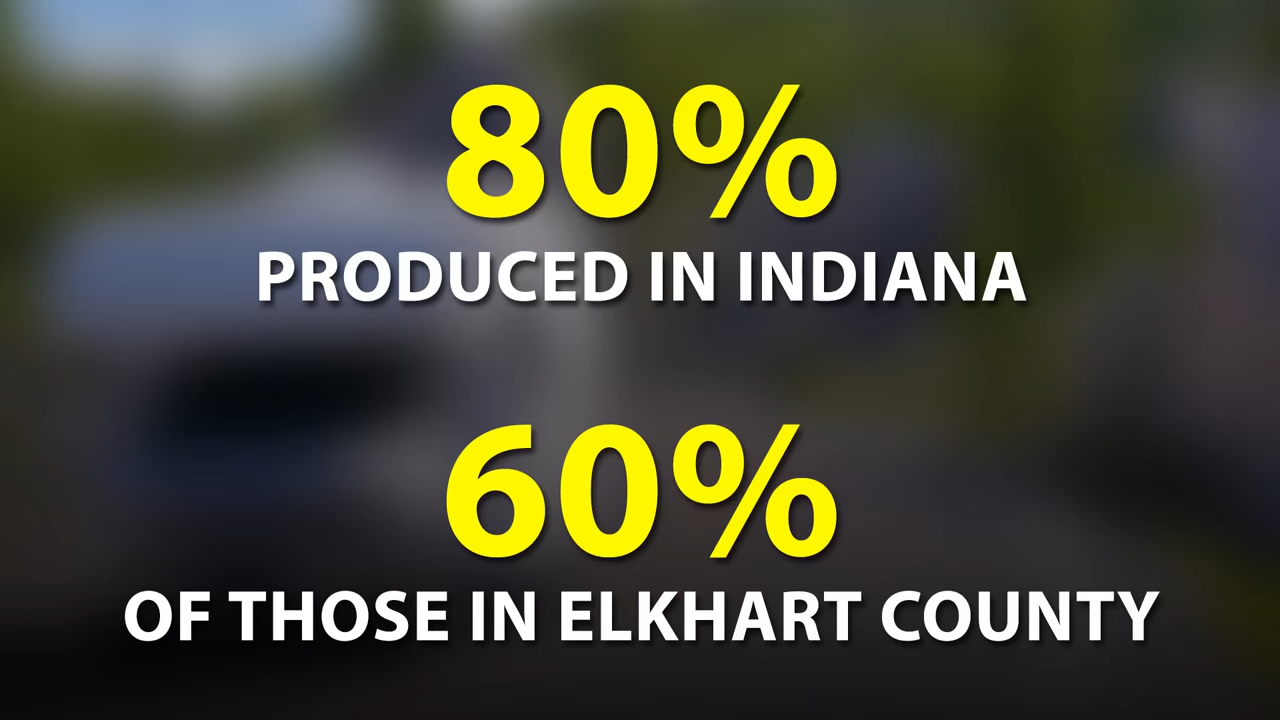 80%
PRODUCED IN INDIANA
60%
OF THOSE IN ELKHART COUNTY